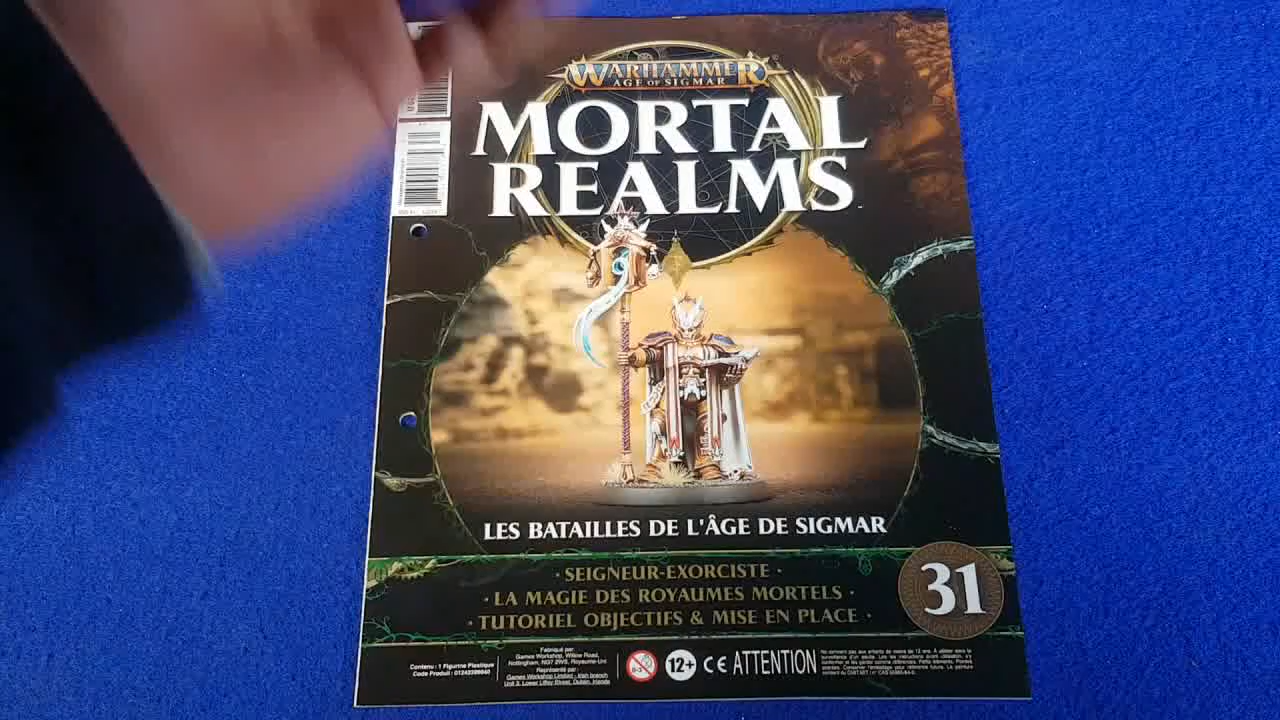 WARHAMMER
AGE OF SIGMAR
MORTAL
REALMS
LES BATAILLES DE L'ÂGE DE SIGMAR
· SEIGNEUR-EXORCISTE ·
· LA MAGIE DES ROYAUMES MORTELS ·
· TUTORIEL OBJECTIFS & MISE EN PLACE ·
31
Contenu : 1 Figurine Plastique
Fabriqué par :
Games Workshop, Willow Road,
Nottingham, NG7 2WS, Royaume-Uni
Représenté par :
Games Workshop Limited - Irish branch
Unit 3, Lower Liffey Street, Dublin, Irlande
0-3
12+
CE ATTENTION